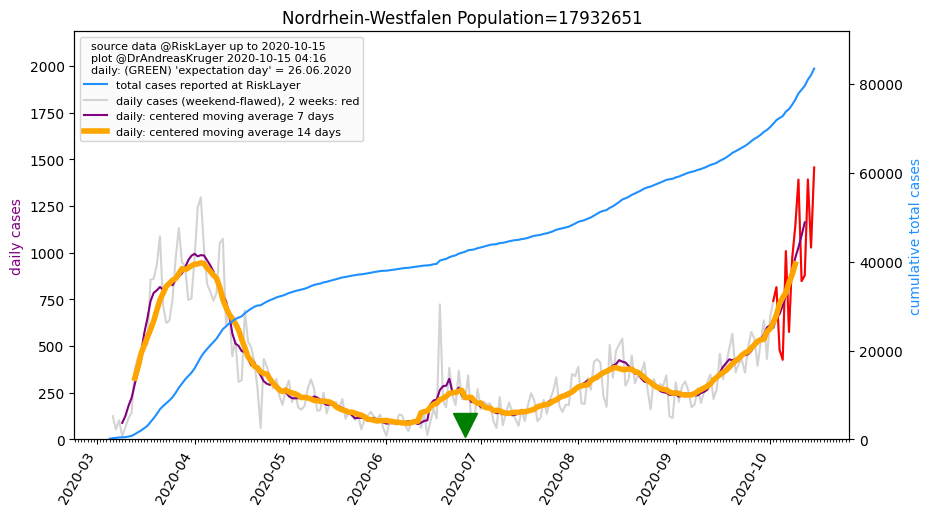 Nordrhein-Westfalen Population=17932651
source data @RiskLayer up to 2020-10-15
plot @DrAndreasKruger 2020-10-15 04:16
daily: (GREEN) 'expectation day' = 26.06.2020
total cases reported at RiskLayer
daily cases (weekend-flawed), 2 weeks: red
daily: centered moving average 7 days
daily: centered moving average 14 days
daily cases
2000
1750
1500
1250
1000
750
500
250
0
cumulative total cases
80000
60000
40000
20000
0
2020-03
2020-04
2020-05
2020-06
2020-07
2020-08
2020-09
2020-10